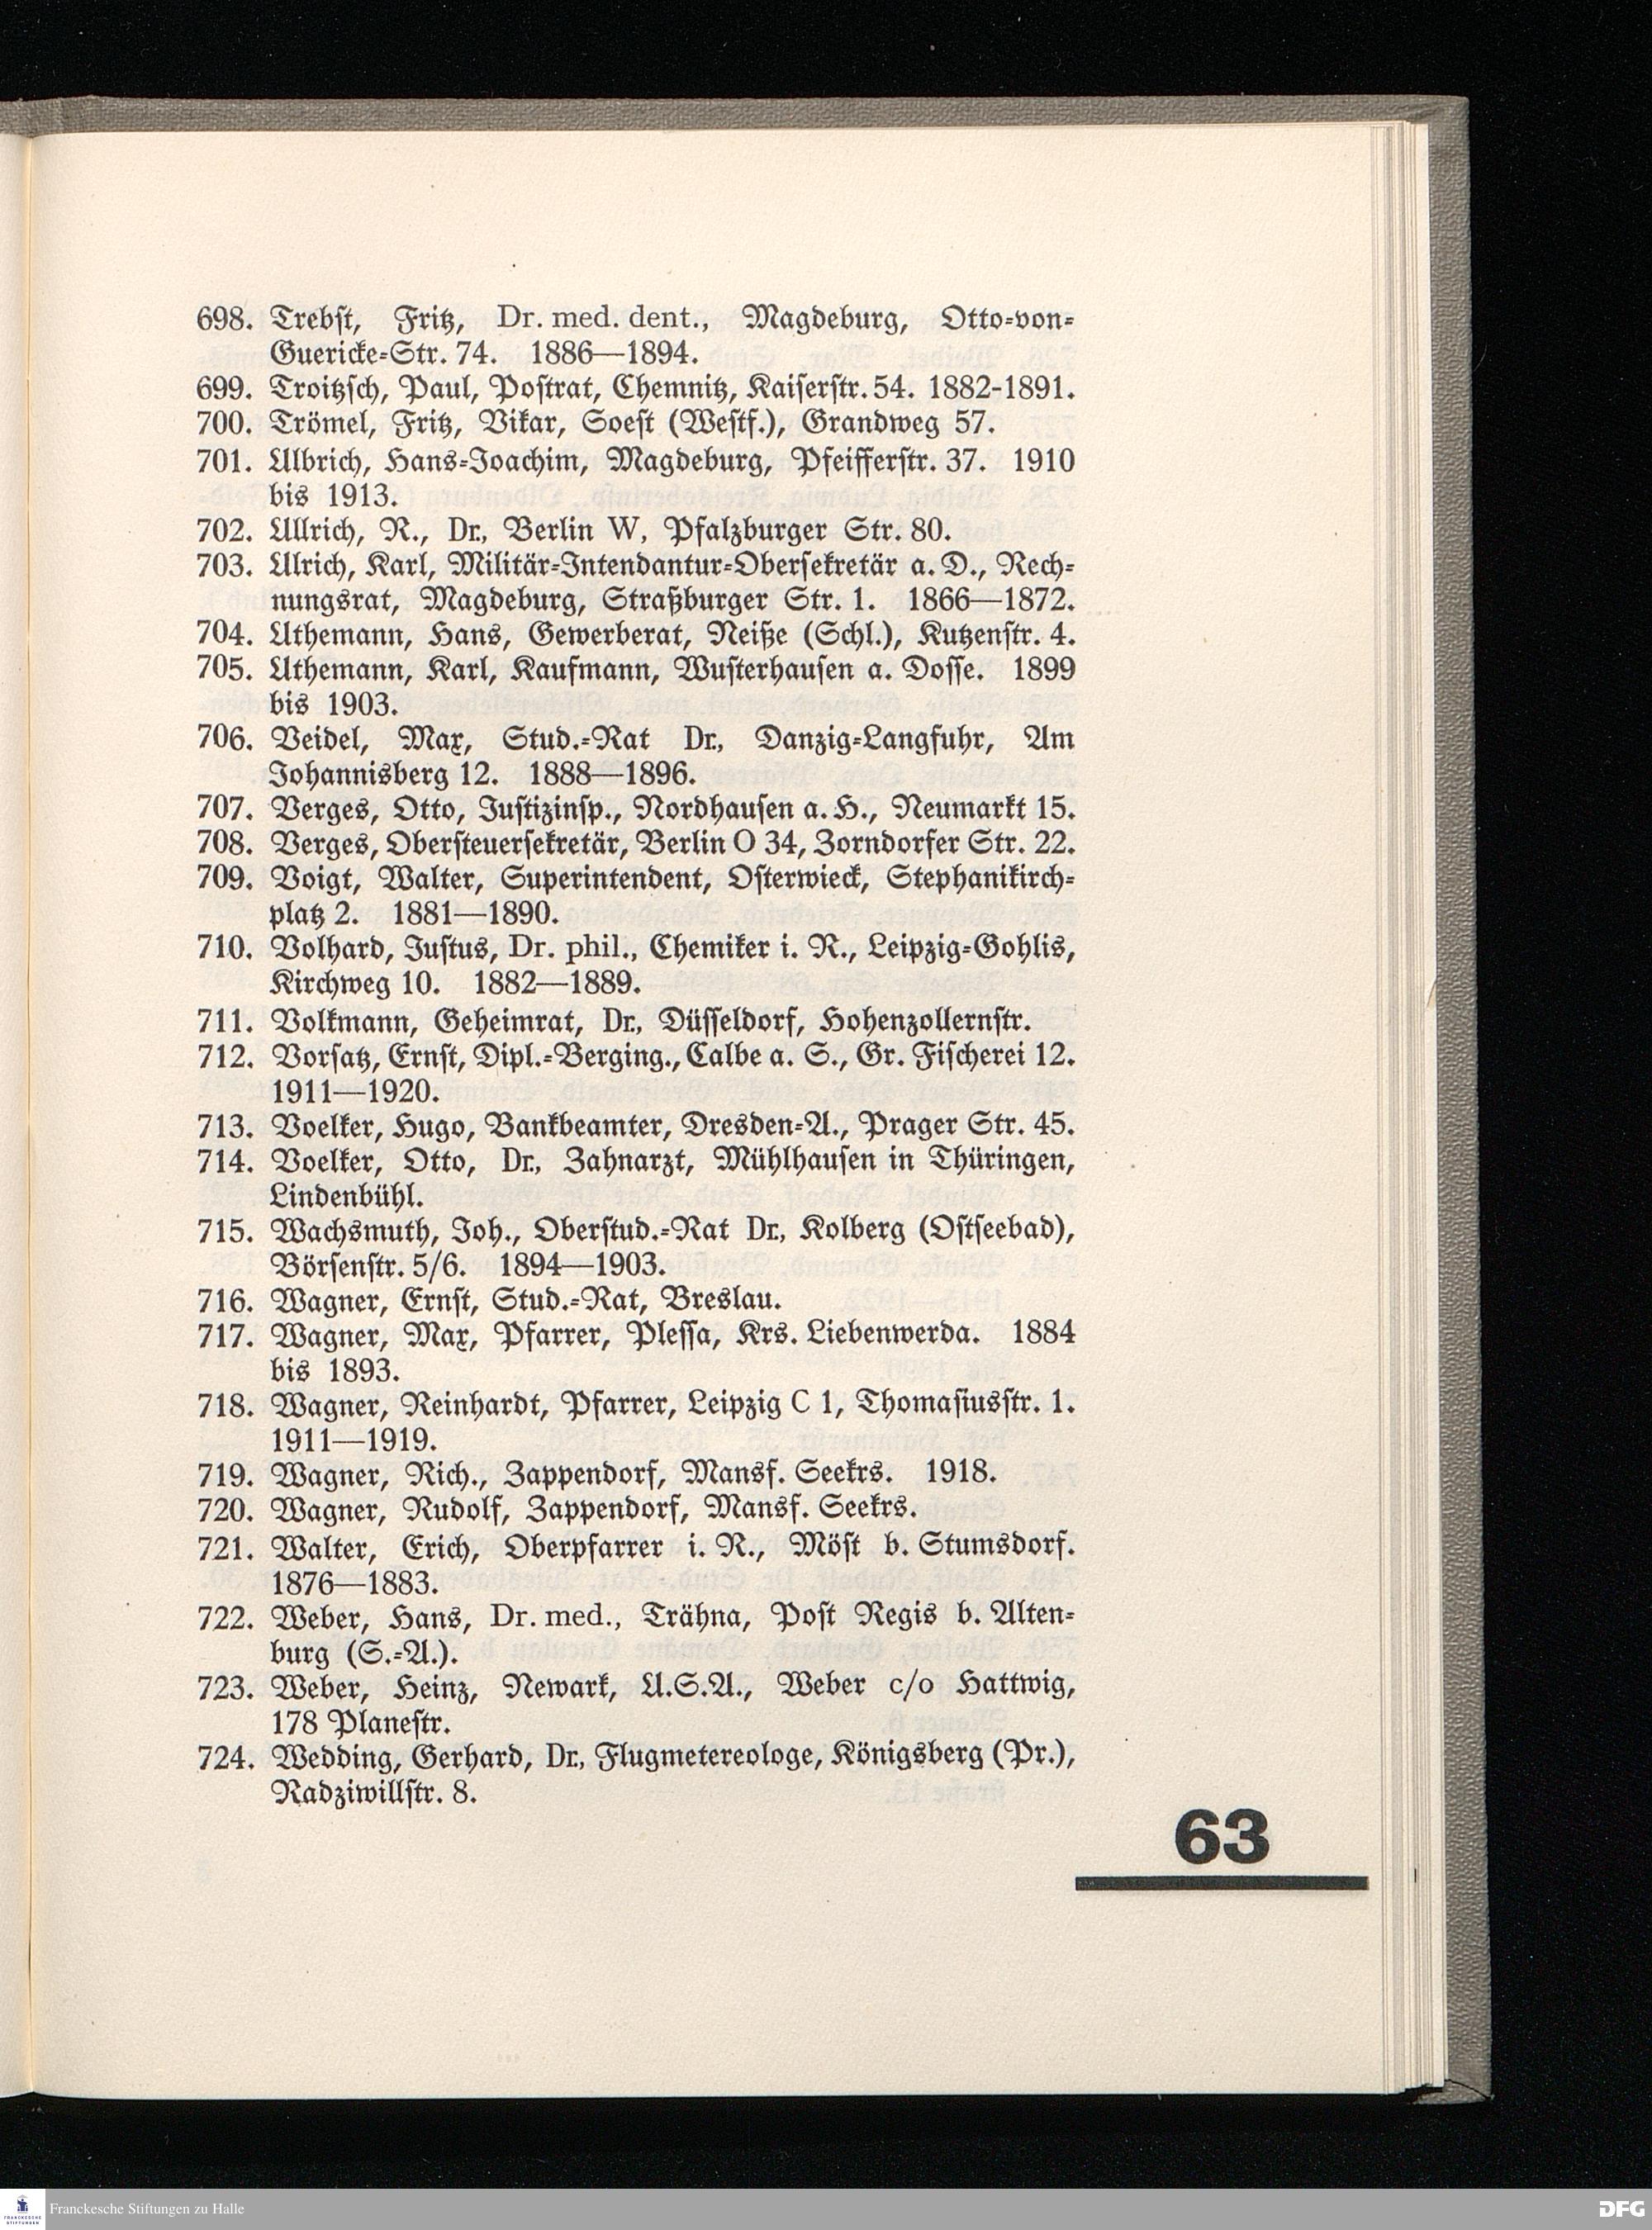 698. Trebst, Fritz, Dr. med. dent., Magdeburg, Otto-von-
Guericke-Str. 74. 1886—1894.
699. Troitzsch, Paul, Postrat, Chemnitz, Kaiserstr. 54. 1882-1891.
700. Trömel, Fritz, Vikar, Soest (Westf.), Grandweg 57.
701. Ulbrich, Hans-Joachim, Magdeburg, Pfeifferstr. 37. 1910
bis 1913.
702. Ullrich, R., Dr., Berlin W, Pfalzburger Str. 80.
703. Ulrich, Karl, Militär-Intendantur-Obersekretär a. D., Rech-
nungsrat, Magdeburg, Straßburger Str. 1. 1866—1872.
704. Uthemann, Hans, Gewerberat, Neiße (Schl.), Kutzenstr. 4.
705. Uthemann, Karl, Kaufmann, Wusterhausen a. Dosse. 1899
bis 1903.
706. Veidel, Max, Stud.-Rat Dr., Danzig-Langfuhr, Am
Johannisberg 12. 1888—1896.
707. Verges, Otto, Justizinsp., Nordhausen a. H., Neumarkt 15.
708. Verges, Obersteuersekretär, Berlin O 34, Zorndorfer Str. 22.
709. Voigt, Walter, Superintendent, Osterwieck, Stephanikirch-
platz 2. 1881—1890.
710. Volhard, Justus, Dr. phil., Chemiker i. R., Leipzig-Gohlis,
Kirchweg 10. 1882—1889.
711. Volkmann, Geheimrat, Dr., Düsseldorf, Hohenzollernstr.
712. Vorsatz, Ernst, Dipl.-Berging., Calbe a. S., Gr. Fischerei 12.
1911—1920.
713. Voelker, Hugo, Bankbeamter, Dresden-A., Prager Str. 45.
714. Voelker, Otto, Dr., Zahnarzt, Mühlhausen in Thüringen,
Lindenbühl.
715. Wachsmuth, Joh., Oberstud.-Rat Dr., Kolberg (Ostseebad),
Börsenstr. 5/6. 1894—1903.
716. Wagner, Ernst, Stud.-Rat, Breslau.
717. Wagner, Max, Pfarrer, Plessa, Krs. Liebenwerda. 1884
bis 1893.
718. Wagner, Reinhardt, Pfarrer, Leipzig C 1, Thomasiusstr. 1.
1911—1919.
719. Wagner, Rich., Zappendorf, Mansf. Seekrs. 1918.
720. Wagner, Rudolf, Zappendorf, Mansf. Seekrs.
721. Walter, Erich, Oberpfarrer i. R., Möst b. Stumsdorf.
1876—1883.
722. Weber, Hans, Dr. med., Trähna, Post Regis b. Alten-
burg (S.-A.).
723. Weber, Heinz, Newark, U.S.A., Weber c/o Hattwig,
178 Planestr.
724. Wedding, Gerhard, Dr., Flugmetereologe, Königsberg (Pr.),
Radziwillstr. 8.
63
Franckesche Stiftungen zu Halle
DFG